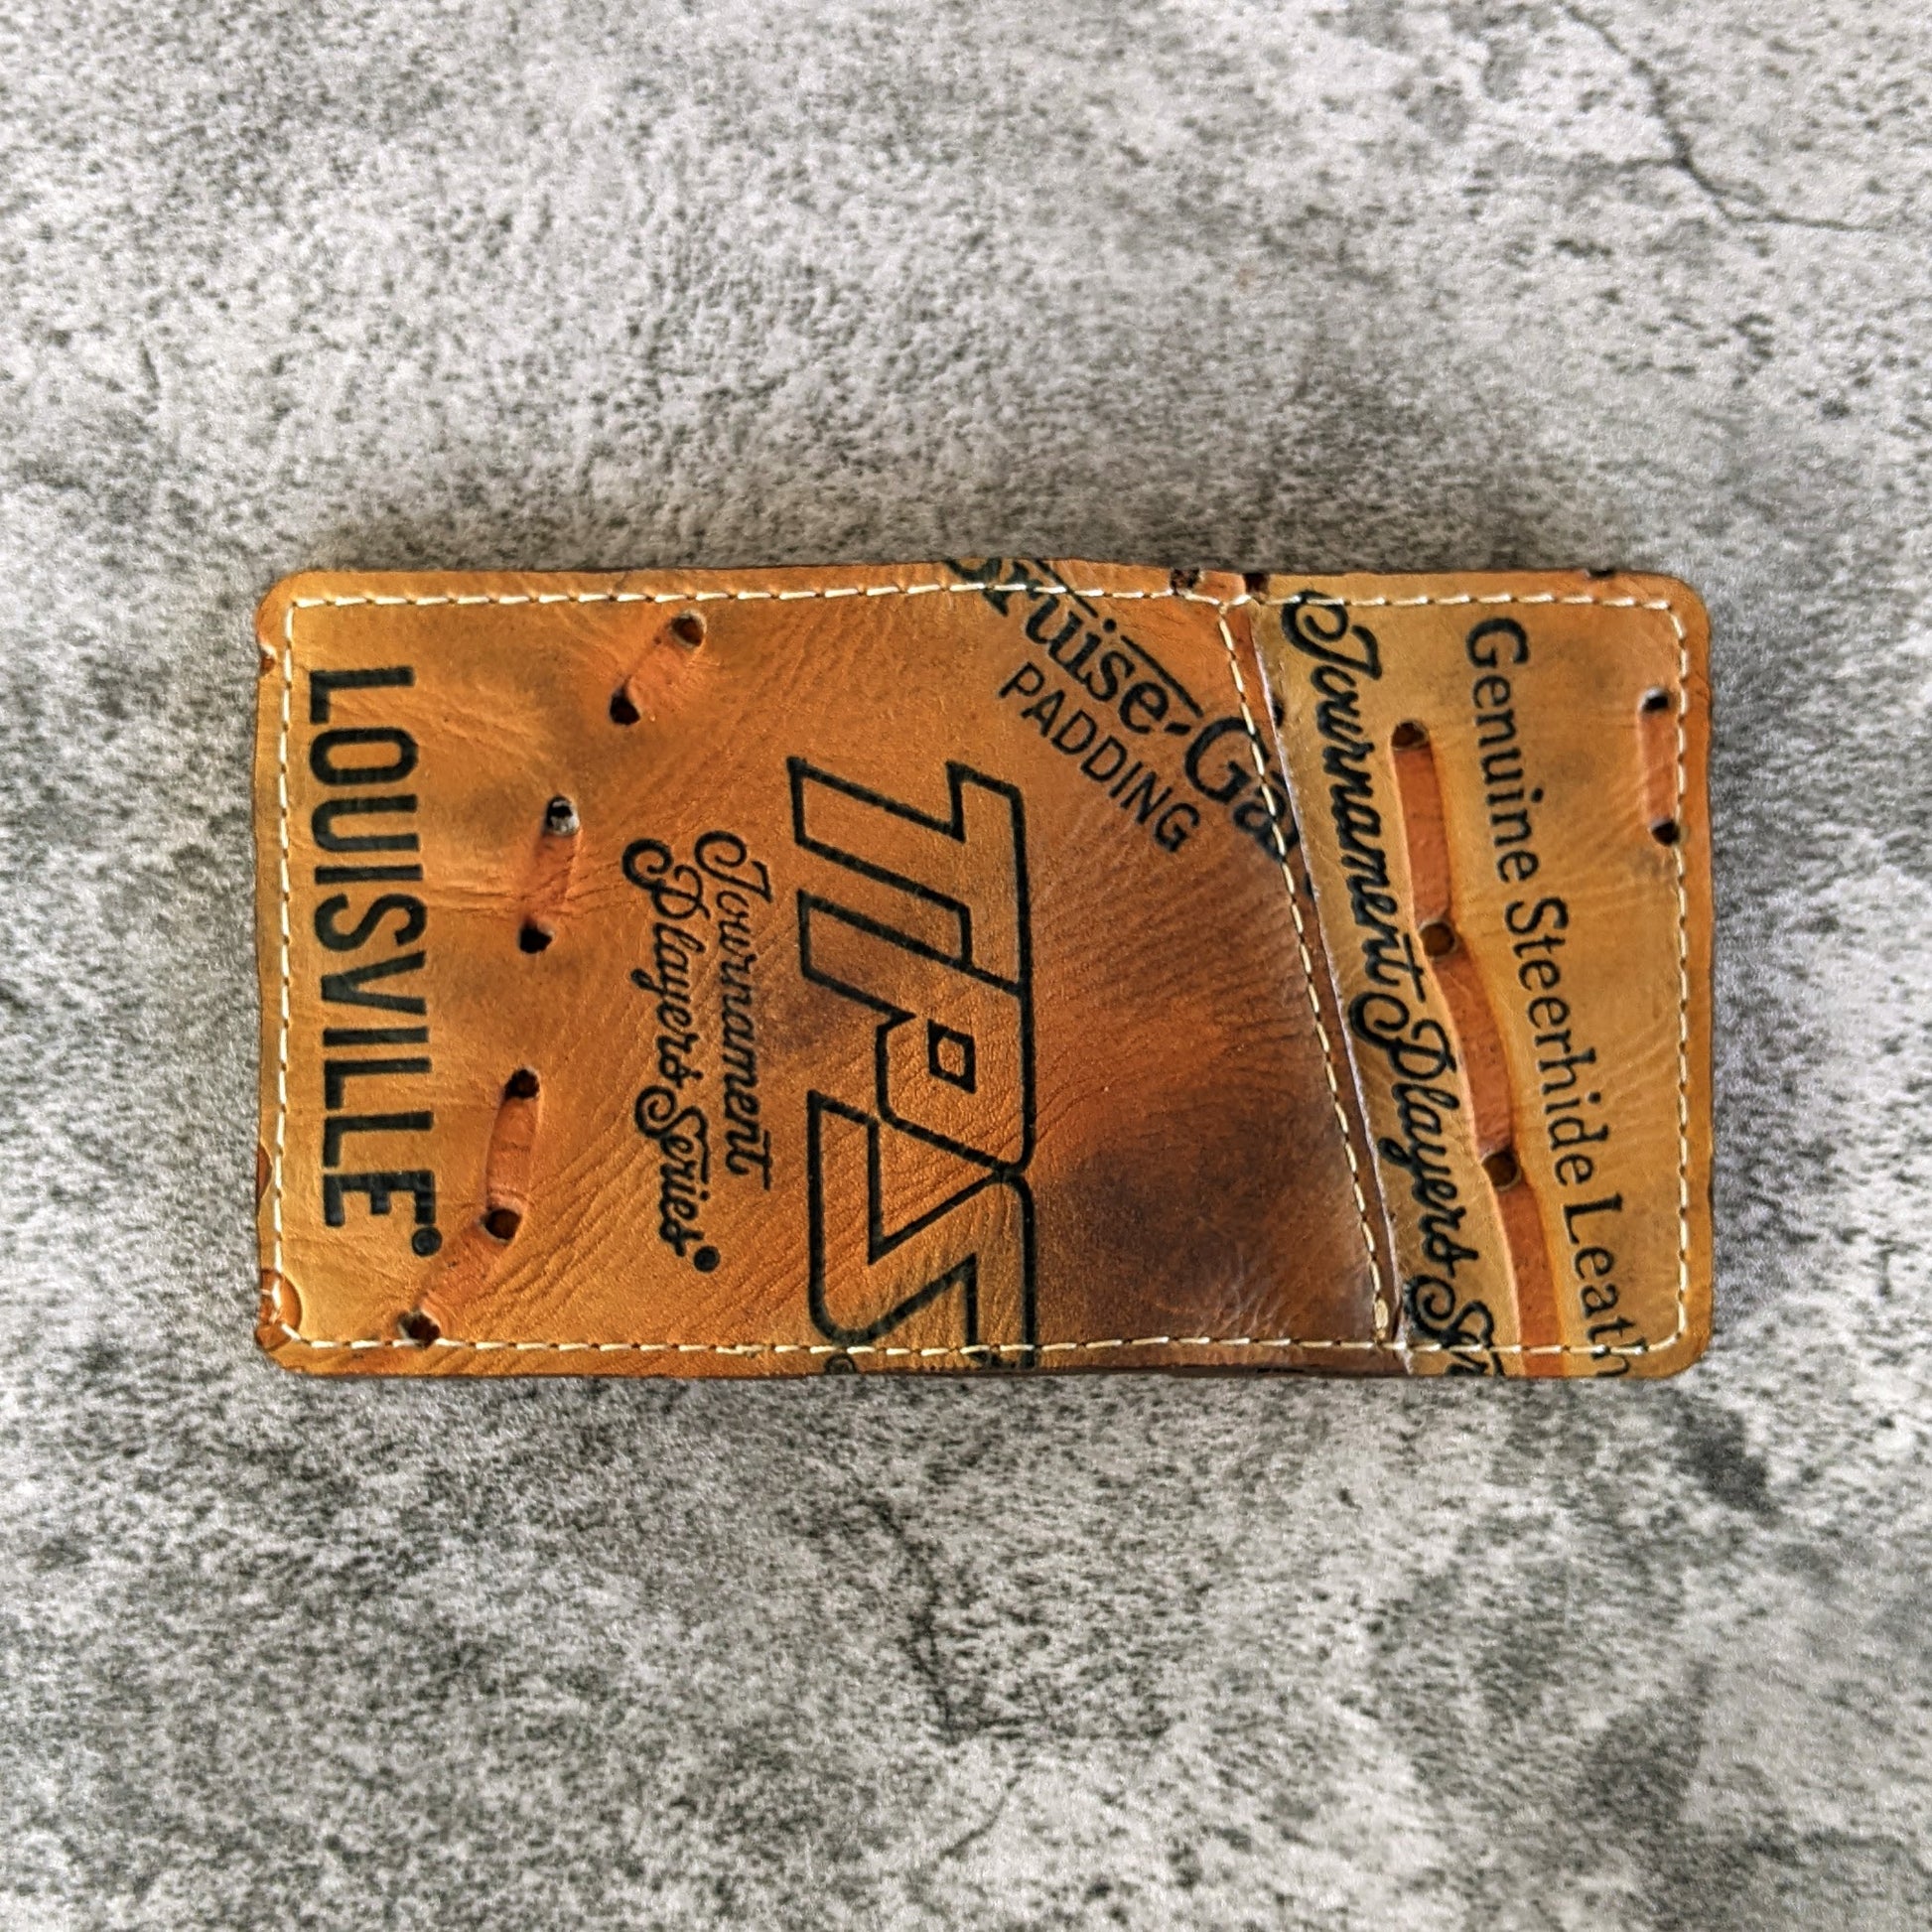 LOUISVILLE®
TPS
Tournament
Players Series®
PADDING
Tournament Players
Genuine Steerhide Leath